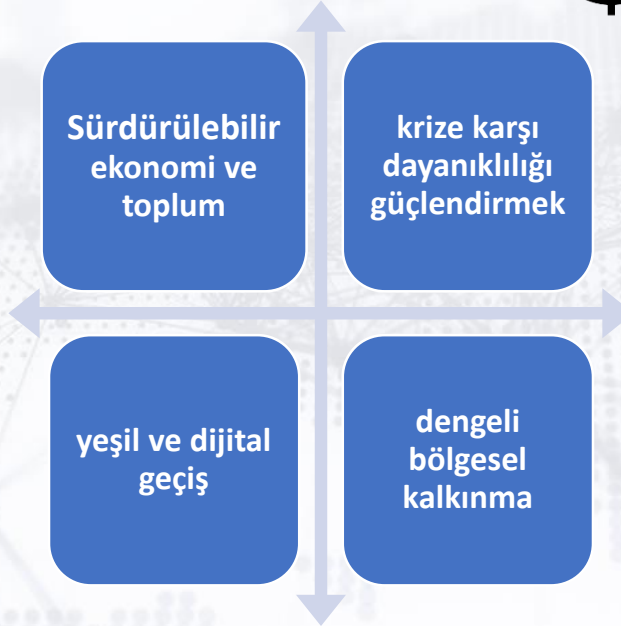 Sürdürülebilir
ekonomi ve
toplum
krize karşı
dayanıklılığı
güçlendirmek
yeşil ve dijital
geçiş
dengeli
bölgesel
kalkınma